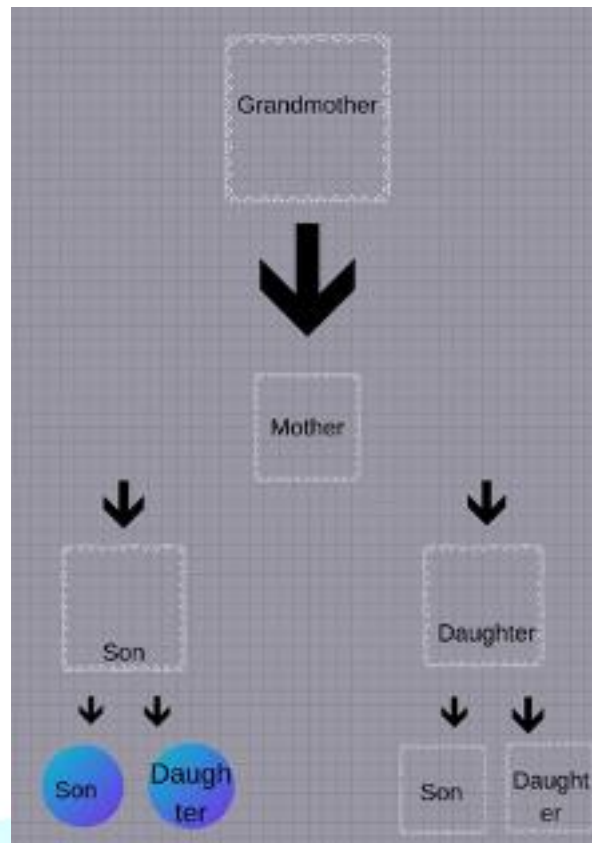 Grandmother
Mother
Son
Daughter
Son
Daugh
ter
Son
Daught
er